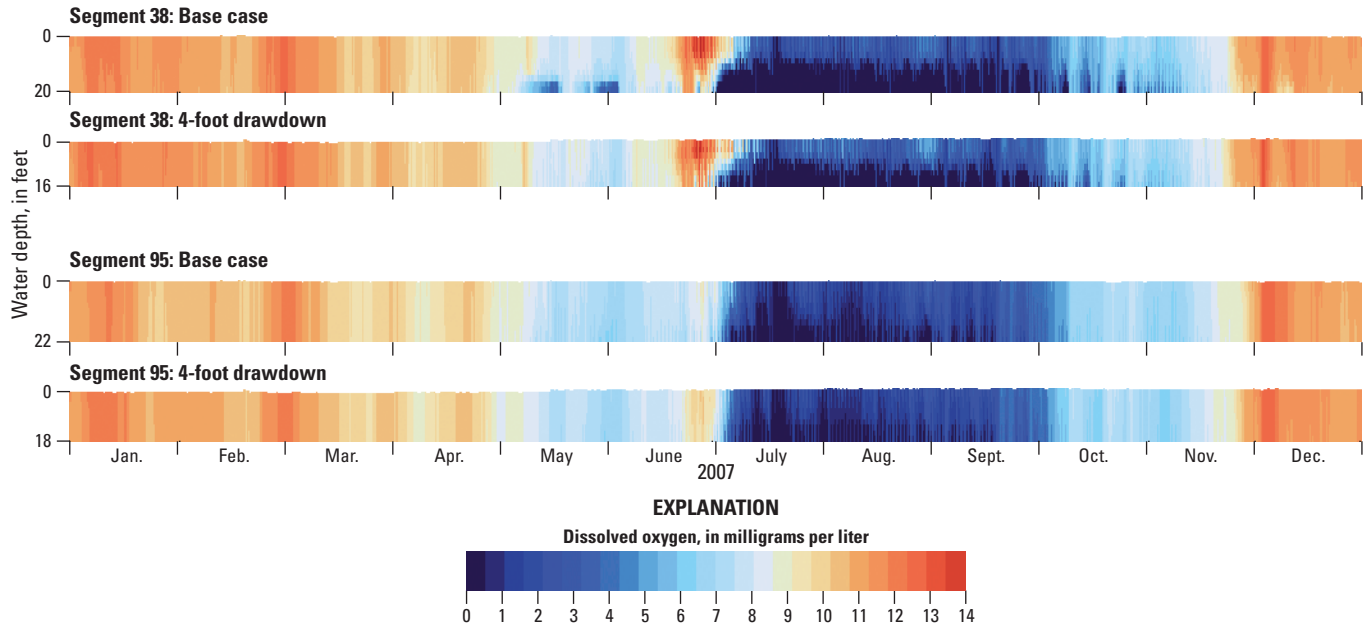 Segment 38: Base case
0
20
Segment 38: 4-foot drawdown
0
16
Water depth, in feet
Segment 95: Base case
0
22
Segment 95: 4-foot drawdown
0
18
Jan. Feb. Mar. Apr. May June July Aug. Sept. Oct. Nov. Dec.
2007
EXPLANATION
Dissolved oxygen, in milligrams per liter
0 1 2 3 4 5 6 7 8 9 10 11 12 13 14